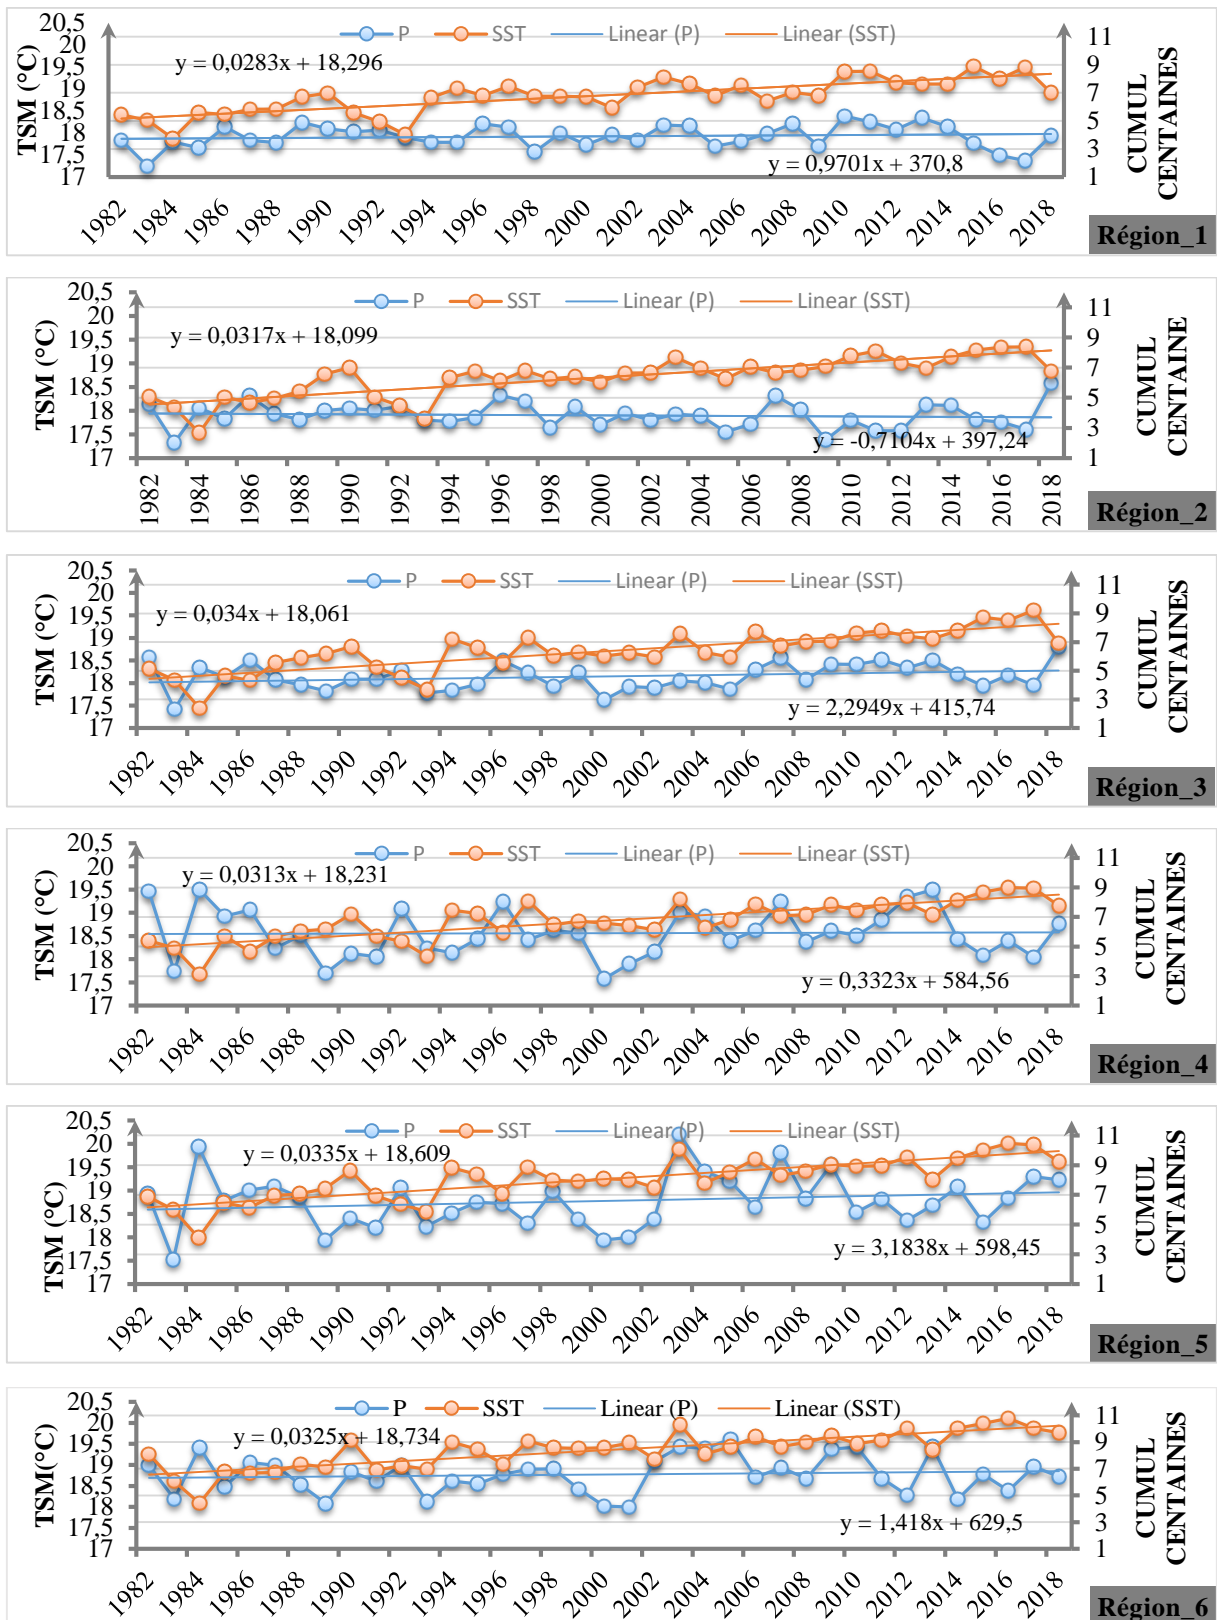 P SST Linear (P) Linear (SST)
y = 0,0283x + 18,296
y = 0,9701x + 370,8
TSM (°C)
20,5
20
19,5
19
18,5
18
17,5
17
11
9
7
5
3
1
CUMUL
CENTAINES
1982 1984 1986 1988 1990 1992 1994 1996 1998 2000 2002 2004 2006 2008 2010 2012 2014 2016 2018
Région_1
P SST Linear (P) Linear (SST)
y = 0,0317x + 18,099
y = -0,7104x + 397,24
TSM (°C)
20,5
20
19,5
19
18,5
18
17,5
17
11
9
7
5
3
1
CUMUL
CENTAINE
1982 1984 1986 1988 1990 1992 1994 1996 1998 2000 2002 2004 2006 2008 2010 2012 2014 2016 2018
Région_2
P SST Linear (P) Linear (SST)
y = 0,034x + 18,061
y = 2,2949x + 415,74
TSM (°C)
20,5
20
19,5
19
18,5
18
17,5
17
11
9
7
5
3
1
CUMUL
CENTAINES
1982 1984 1986 1988 1990 1992 1994 1996 1998 2000 2002 2004 2006 2008 2010 2012 2014 2016 2018
Région_3
P SST Linear (P) Linear (SST)
y = 0,0313x + 18,231
y = 0,3323x + 584,56
TSM (°C)
20,5
20
19,5
19
18,5
18
17,5
17
11
9
7
5
3
1
CUMUL
CENTAINES
1982 1984 1986 1988 1990 1992 1994 1996 1998 2000 2002 2004 2006 2008 2010 2012 2014 2016 2018
Région_4
P SST Linear (P) Linear (SST)
y = 0,0335x + 18,609
y = 3,1838x + 598,45
TSM (°C)
20,5
20
19,5
19
18,5
18
17,5
17
11
9
7
5
3
1
CUMUL
CENTAINES
1982 1984 1986 1988 1990 1992 1994 1996 1998 2000 2002 2004 2006 2008 2010 2012 2014 2016 2018
Région_5
P SST Linear (P) Linear (SST)
y = 0,0325x + 18,734
y = 1,418x + 629,5
TSM(°C)
20,5
20
19,5
19
18,5
18
17,5
17
11
9
7
5
3
1
CUMUL
CENTAINES
1982 1984 1986 1988 1990 1992 1994 1996 1998 2000 2002 2004 2006 2008 2010 2012 2014 2016 2018
Région_6